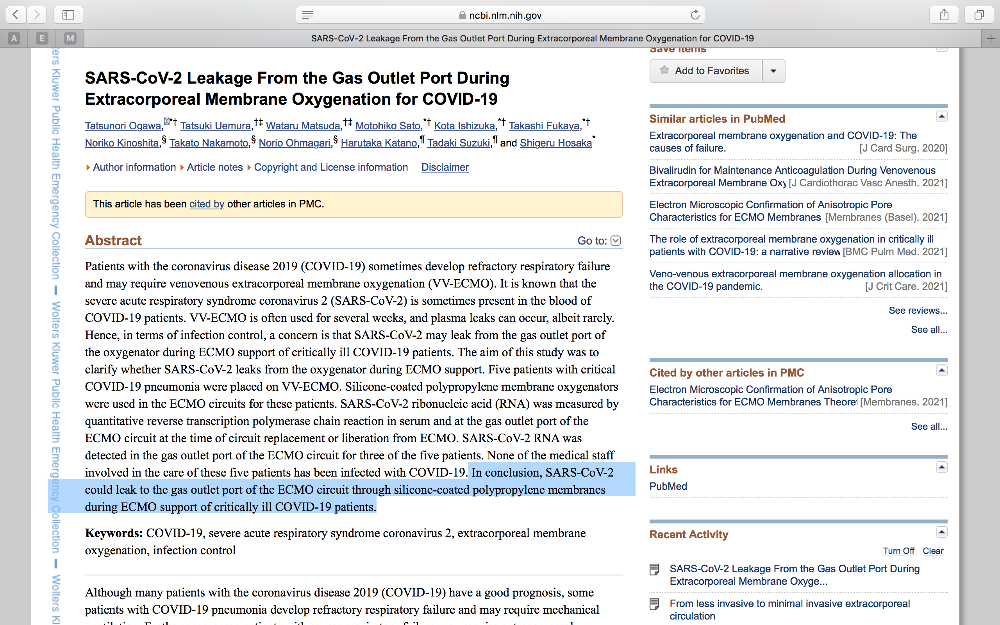 ncbi.nlm.nih.gov
A
E
M
SARS-CoV-2 Leakage From the Gas Outlet Port During Extracorporeal Membrane Oxygenation for COVID-19
ters Kluwer Public Health Emergency Collection
Wolters Kluwer Public Health Emergency Collection
Wolters Kl
SARS-CoV-2 Leakage From the Gas Outlet Port During
Extracorporeal Membrane Oxygenation for COVID-19
Tatsunori Ogawa,*† Tatsuki Uemura,†‡ Wataru Matsuda,†‡ Motohiko Sato,*† Kota Ishizuka,*† Takashi Fukaya,*†
Noriko Kinoshita,§ Takato Nakamoto,§ Norio Ohmagari,§ Harutaka Katano,¶ Tadaki Suzuki,¶ and Shigeru Hosaka*
Author information Article notes Copyright and License information Disclaimer
This article has been cited by other articles in PMC.
Abstract
Go to:
Patients with the coronavirus disease 2019 (COVID-19) sometimes develop refractory respiratory failure
and may require venovenous extracorporeal membrane oxygenation (VV-ECMO). It is known that the
severe acute respiratory syndrome coronavirus 2 (SARS-CoV-2) is sometimes present in the blood of
COVID-19 patients. VV-ECMO is often used for several weeks, and plasma leaks can occur, albeit rarely.
Hence, in terms of infection control, a concern is that SARS-CoV-2 may leak from the gas outlet port of
the oxygenator during ECMO support of critically ill COVID-19 patients. The aim of this study was to
clarify whether SARS-CoV-2 leaks from the oxygenator during ECMO support. Five patients with critical
COVID-19 pneumonia were placed on VV-ECMO. Silicone-coated polypropylene membrane oxygenators
were used in the ECMO circuits for these patients. SARS-CoV-2 ribonucleic acid (RNA) was measured by
quantitative reverse transcription polymerase chain reaction in serum and at the gas outlet port of the
ECMO circuit at the time of circuit replacement or liberation from ECMO. SARS-CoV-2 RNA was
detected in the gas outlet port of the ECMO circuit for three of the five patients. None of the medical staff
involved in the care of these five patients has been infected with COVID-19. In conclusion, SARS-CoV-2
could leak to the gas outlet port of the ECMO circuit through silicone-coated polypropylene membranes
during ECMO support of critically ill COVID-19 patients.
Keywords: COVID-19, severe acute respiratory syndrome coronavirus 2, extracorporeal membrane
oxygenation, infection control
Although many patients with the coronavirus disease 2019 (COVID-19) have a good prognosis, some
patients with COVID-19 pneumonia develop refractory respiratory failure and may require mechanical
Save items
Add to Favorites
Similar articles in PubMed
Extracorporeal membrane oxygenation and COVID-19: The
causes of failure. [J Card Surg. 2020]
Bivalirudin for Maintenance Anticoagulation During Venovenous
Extracorporeal Membrane Oxy [J Cardiothorac Vasc Anesth. 2021]
Electron Microscopic Confirmation of Anisotropic Pore
Characteristics for ECMO Membranes [Membranes (Basel). 2021]
The role of extracorporeal membrane oxygenation in critically ill
patients with COVID-19: a narrative review [BMC Pulm Med. 2021]
Veno-venous extracorporeal membrane oxygenation allocation in
the COVID-19 pandemic. [J Crit Care. 2021]
See reviews...
See all...
Cited by other articles in PMC
Electron Microscopic Confirmation of Anisotropic Pore
Characteristics for ECMO Membranes Theoret [Membranes. 2021]
See all...
Links
PubMed
Recent Activity
Turn Off Clear
SARS-CoV-2 Leakage From the Gas Outlet Port During
Extracorporeal Membrane Oxyge...
From less invasive to minimal invasive extracorporeal
circulation